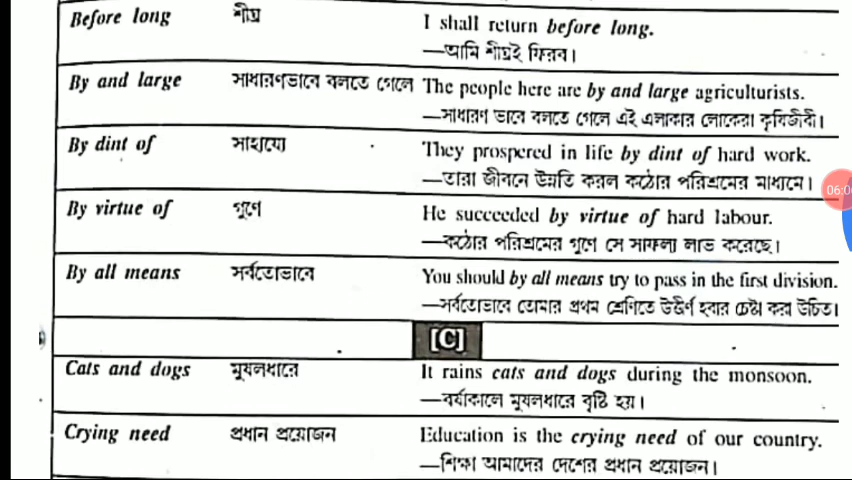 Before long শীঘ্র I shall return before long.
—আমি শীঘ্রই ফিরব।
By and large সাধারণভাবে বলতে গেলে The people here are by and large agriculturists.
—সাধারণ ভাবে বলতে গেলে এই এলাকার লোকেরা কৃষিজীবী।
By dint of সাহায্যে They prospered in life by dint of hard work.
—তারা জীবনে উন্নতি করল কঠোর পরিশ্রমের মাধ্যমে।
By virtue of গুণে He succeeded by virtue of hard labour.
—কঠোর পরিশ্রমের গুণে সে সাফল্য লাভ করেছে।
By all means সর্বতোভাবে You should by all means try to pass in the first division.
—সর্বতোভাবে তোমার প্রথম শ্রেণিতে উত্তীর্ণ হবার চেষ্টা করা উচিত।
[C]
Cats and dogs মুষলধারে It rains cats and dogs during the monsoon.
—বর্ষাকালে মুষলধারে বৃষ্টি হয়।
Crying need প্রধান প্রয়োজন Education is the crying need of our country.
—শিক্ষা আমাদের দেশের প্রধান প্রয়োজন।